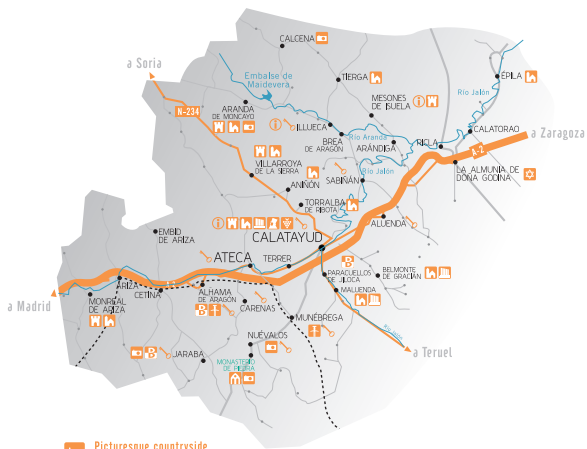 CALCENA
a Soria
Embalse de
Maidevera
TIERGA
ÉPILA
Río Jalón
N-234
ARANDA
DE MONCAYO
MESONES
DE ISUELA
ILLUECA
BREA
DE ARAGÓN
Río Aranda
ARÁNDIGA
RICLA
CALATORAO
a Zaragoza
A-2
VILLARROYA
DE LA SIERRA
ANIÑÓN
SABIÑÁN
Río Jalón
LA ALMUNIA DE
DOÑA GODINA
TORRALBA
DE RIBOTA
ALUENDA
EMBID
DE ARIZA
CALATAYUD
ATECA
TERRER
PARACUELOS
DE JILOCA
BELMONTE
DE GRACIÁN
MALUENDA
ARIZA
CETINA
ALHAMA
DE ARAGÓN
CARENAS
MUNÉBREGA
a Madrid
MONREAL
DE ARIZA
NUÉVALOS
JARABA
MONASTERIO
DE PIEDRA
a Teruel
Picturesque countryside